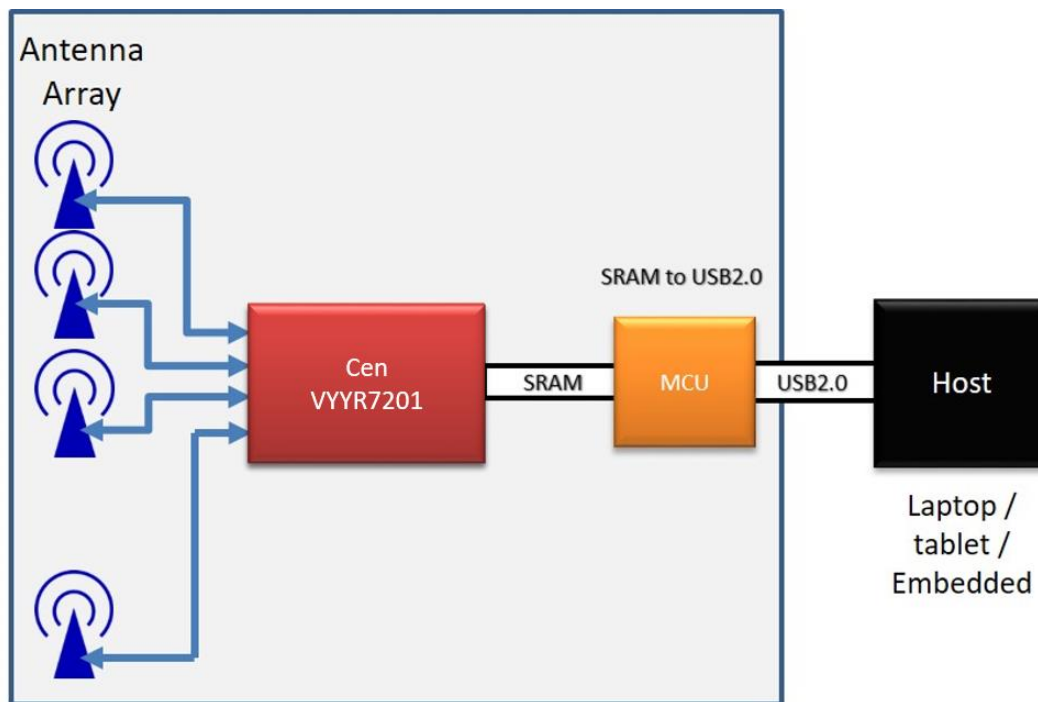 Antenna
Array
SRAM to USB2.0
Cen
VYYR7201
SRAM
MCU
USB2.0
Host
Laptop /
tablet /
Embedded